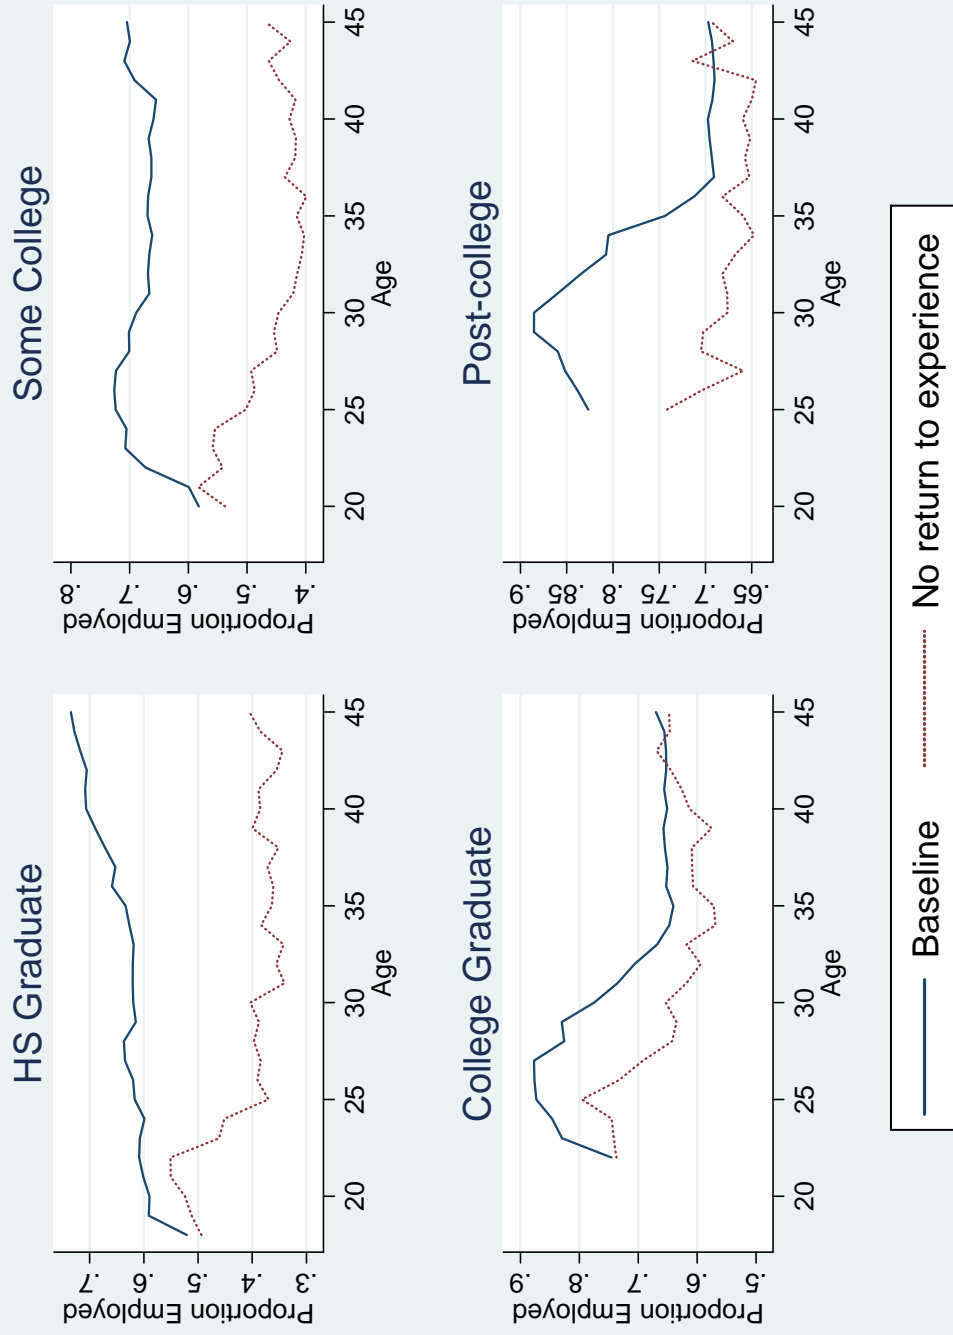 HS Graduate
Proportion Employed
.3 .4 .5 .6 .7
20 25 30 35 40 45
Age
Some College
Proportion Employed
.4 .5 .6 .7 .8
20 25 30 35 40 45
Age
College Graduate
Proportion Employed
.5 .6 .7 .8 .9
20 25 30 35 40 45
Age
Post-college
Proportion Employed
.65 .7 .75 .8 .85 .9
20 25 30 35 40 45
Age
Baseline No return to experience